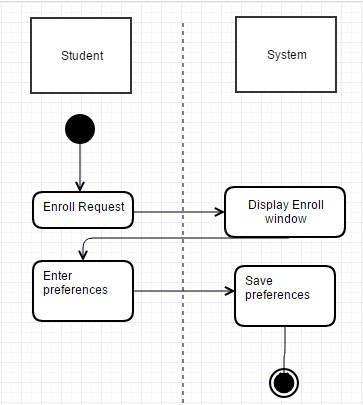 Student
System
Enroll Request
Display Enroll
window
Enter
preferences
Save
preferences